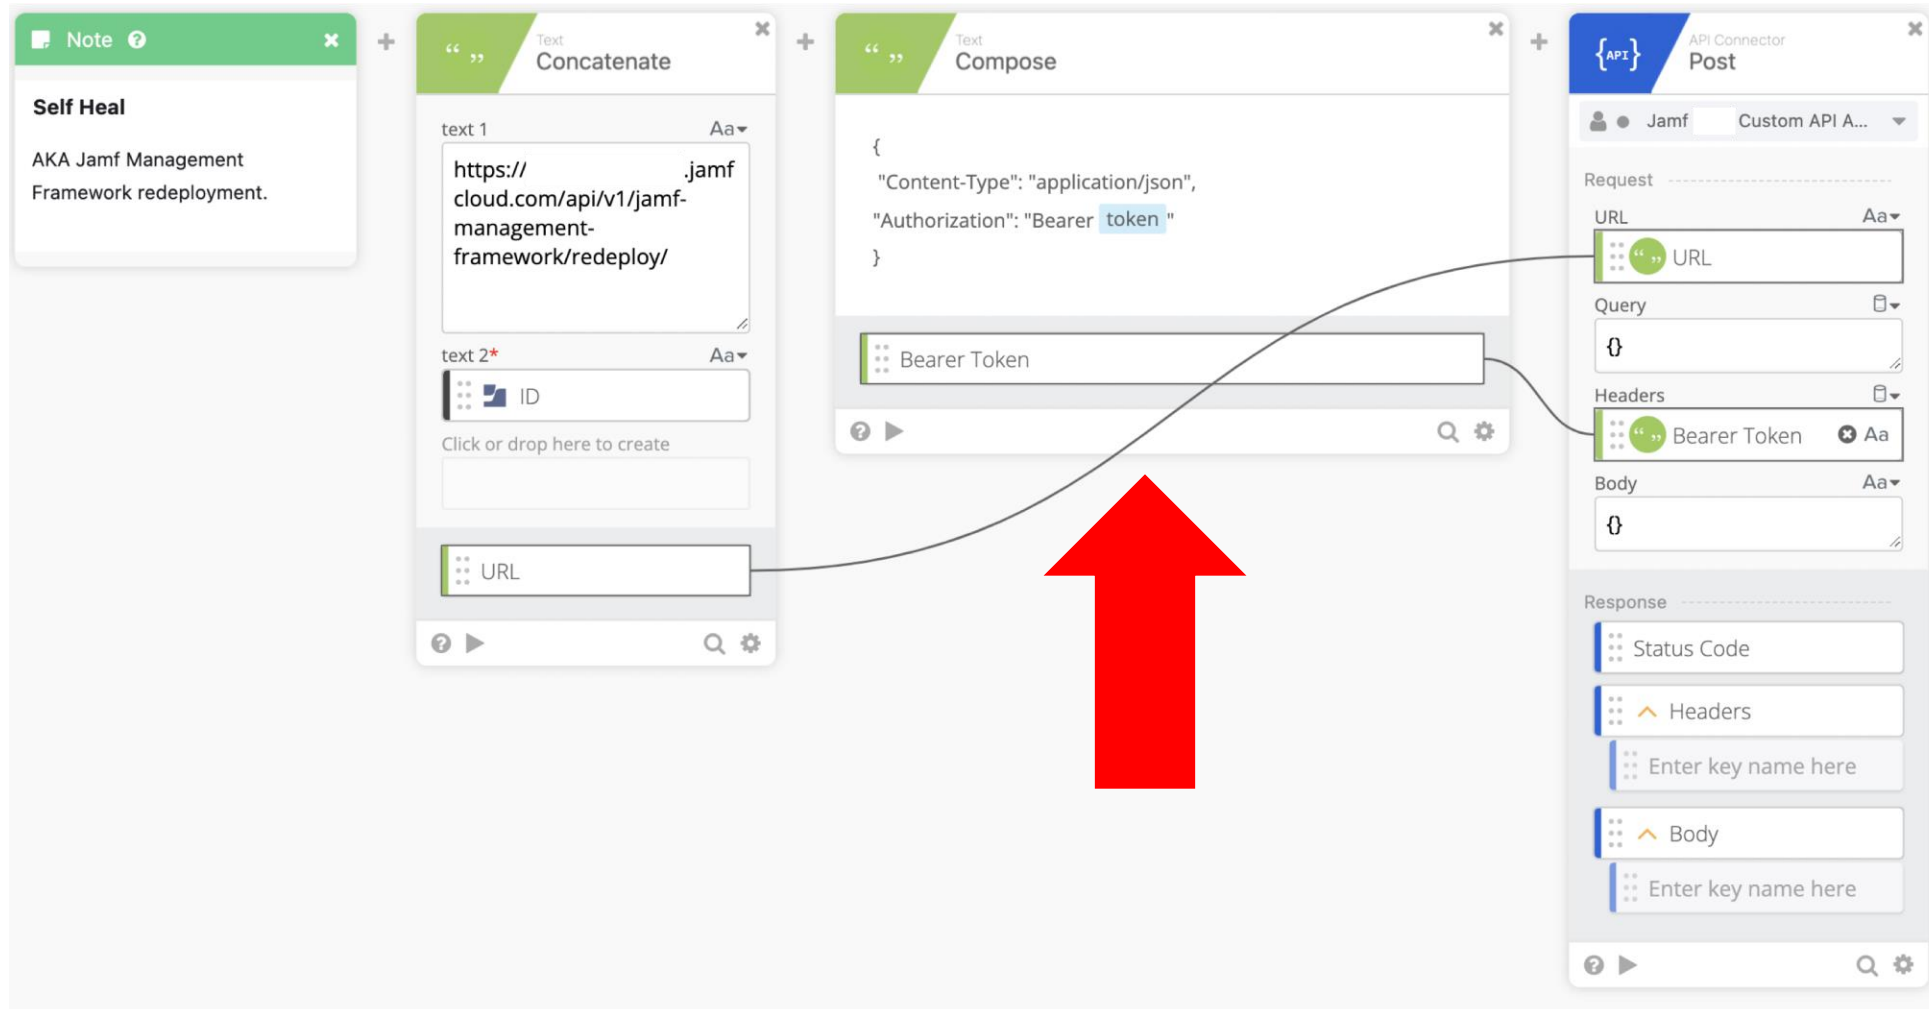 Note
Self Heal
AKA Jamf Management
Framework redeployment.
“ ”
Text
Concatenate
text 1
Aa
https:// .jamf
cloud.com/api/v1/jamf-
management-
framework/redeploy/
text 2*
Aa
ID
Click or drop here to create
URL
“ ”
Text
Compose
{
"Content-Type": "application/json",
"Authorization": "Bearer token "
}
Bearer Token
{API}
API Connector
Post
Jamf Custom API A...
Request
URL
Aa
“ ” URL
Query
{}
Headers
“ ” Bearer Token Aa
Body
Aa
{}
Response
Status Code
Headers
Enter key name here
Body
Enter key name here